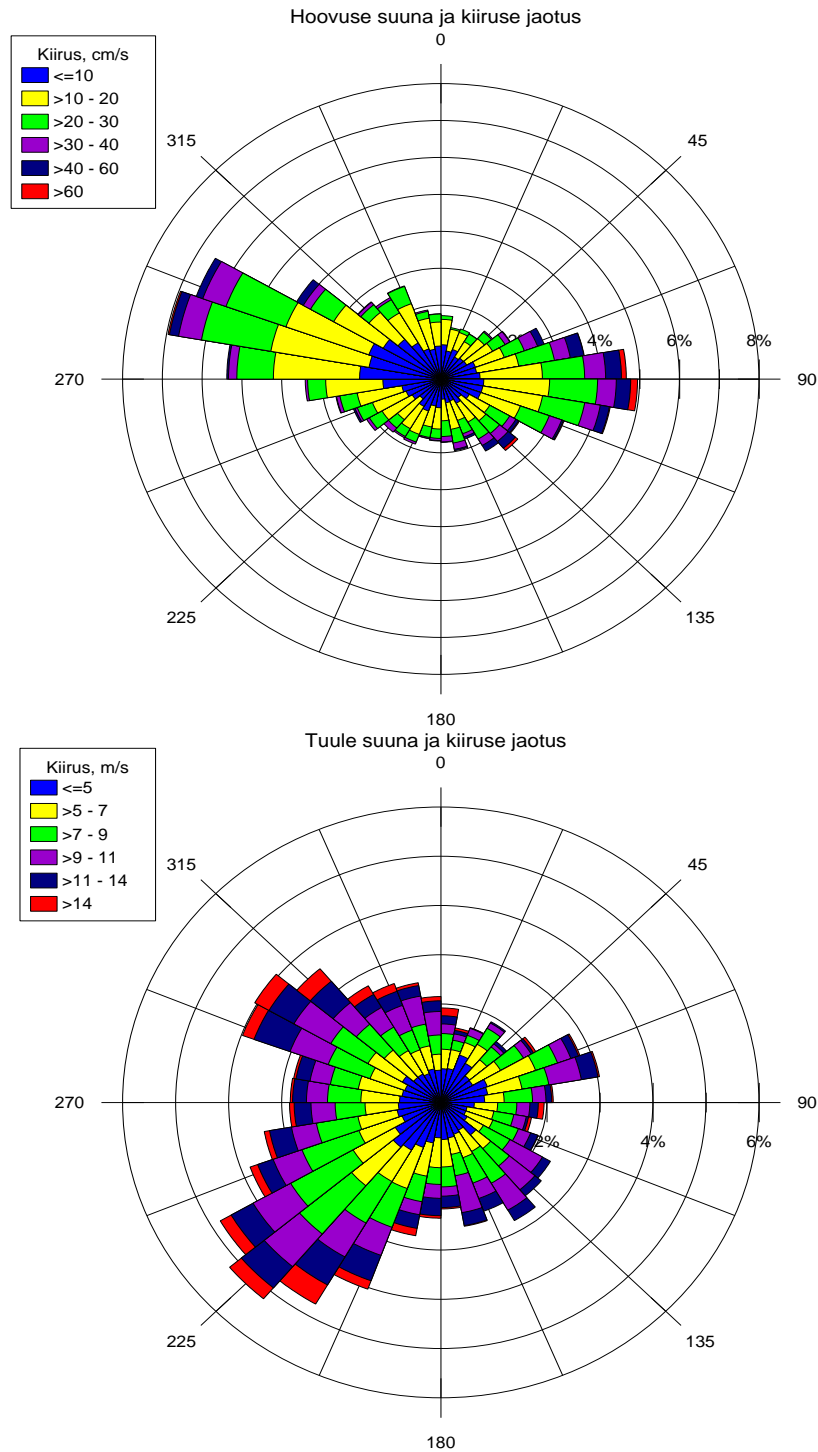 Hoovuse suuna ja kiiruse jaotus
Kiirus, cm/s
<=10
>10 - 20
>20 - 30
>30 - 40
>40 - 60
>60
0
45
90
135
180
225
270
315
4%
6%
8%
Tuule suuna ja kiiruse jaotus
Kiirus, m/s
<=5
>5 - 7
>7 - 9
>9 - 11
>11 - 14
>14
0
45
90
135
180
225
270
315
2%
4%
6%